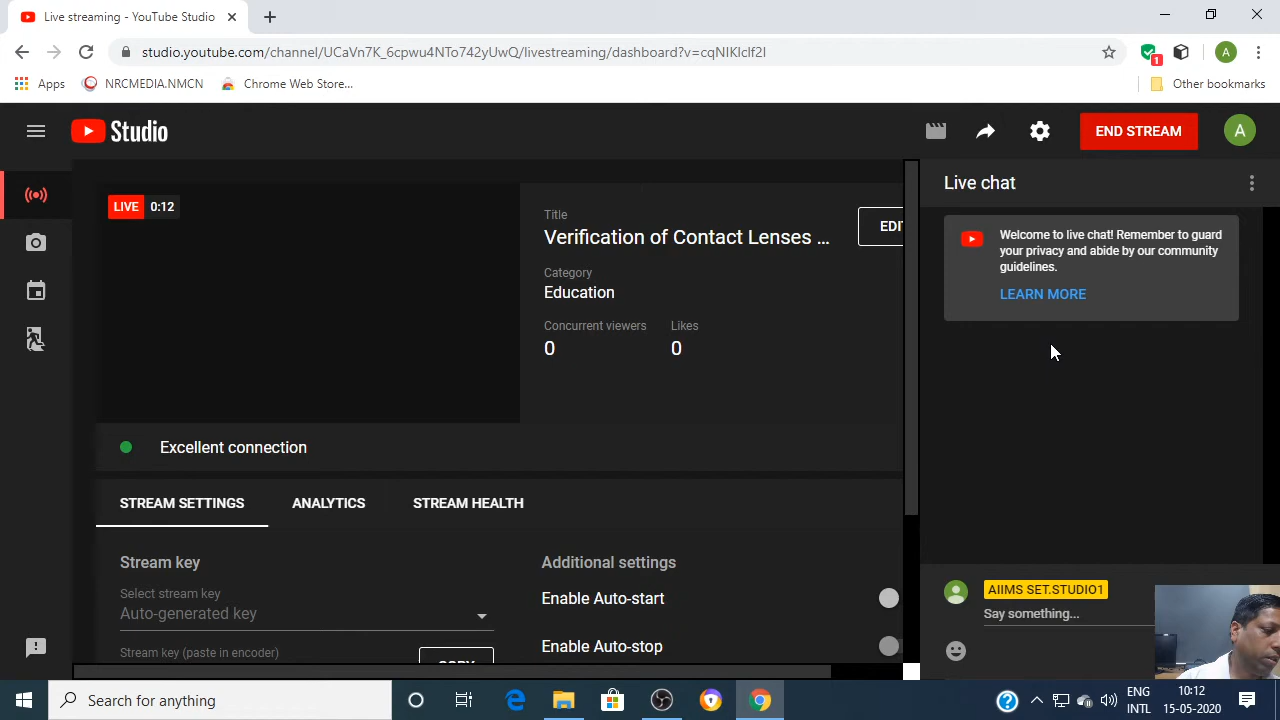 Live streaming - YouTube Studio
studio.youtube.com/channel/UCaVn7K_6cpwu4NTo742yUwQ/livestreaming/dashboard?v=cqNIKIclf2I
1
A
Apps
NRCMEDIA.NMCN
Chrome Web Store...
Other bookmarks
Studio
END STREAM
A
LIVE 0:12
Title
Verification of Contact Lenses ...
EDI
Category
Education
Concurrent viewers
Likes
0
0
Live chat
Welcome to live chat! Remember to guard
your privacy and abide by our community
guidelines.
LEARN MORE
Excellent connection
STREAM SETTINGS
ANALYTICS
STREAM HEALTH
Stream key
Select stream key
Auto-generated key
Stream key (paste in encoder)
COPY
Additional settings
Enable Auto-start
Enable Auto-stop
AIIMS SET.STUDIO1
Say something...
Search for anything
ENG
INTL
10:12
15-05-2020